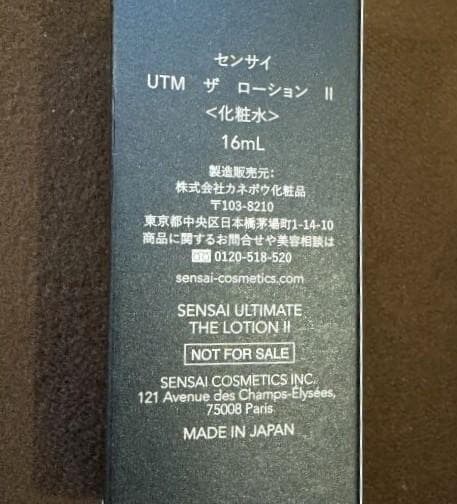 センサイ
UTM ザ ローション II
<化粧水>
16mL
製造販売元:
株式会社カネボウ化粧品
〒103-8210
東京都中央区日本橋茅場町1-14-10
商品に関するお問合せや美容相談は
0120-518-520
sensai-cosmetics.com
SENSAI ULTIMATE
THE LOTION II
NOT FOR SALE
SENSAI COSMETICS INC.
121 Avenue des Champs-Élysées,
75008 Paris
MADE IN JAPAN